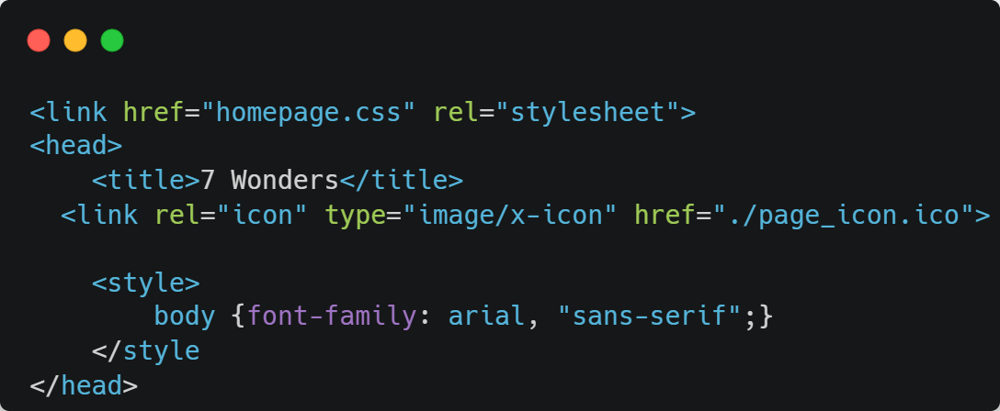 <link href="homepage.css" rel="stylesheet">
<head>
    <title>7 Wonders</title>
  <link rel="icon" type="image/x-icon" href="./page_icon.ico">

    <style>
        body {font-family: arial, "sans-serif";}
    </style
</head>